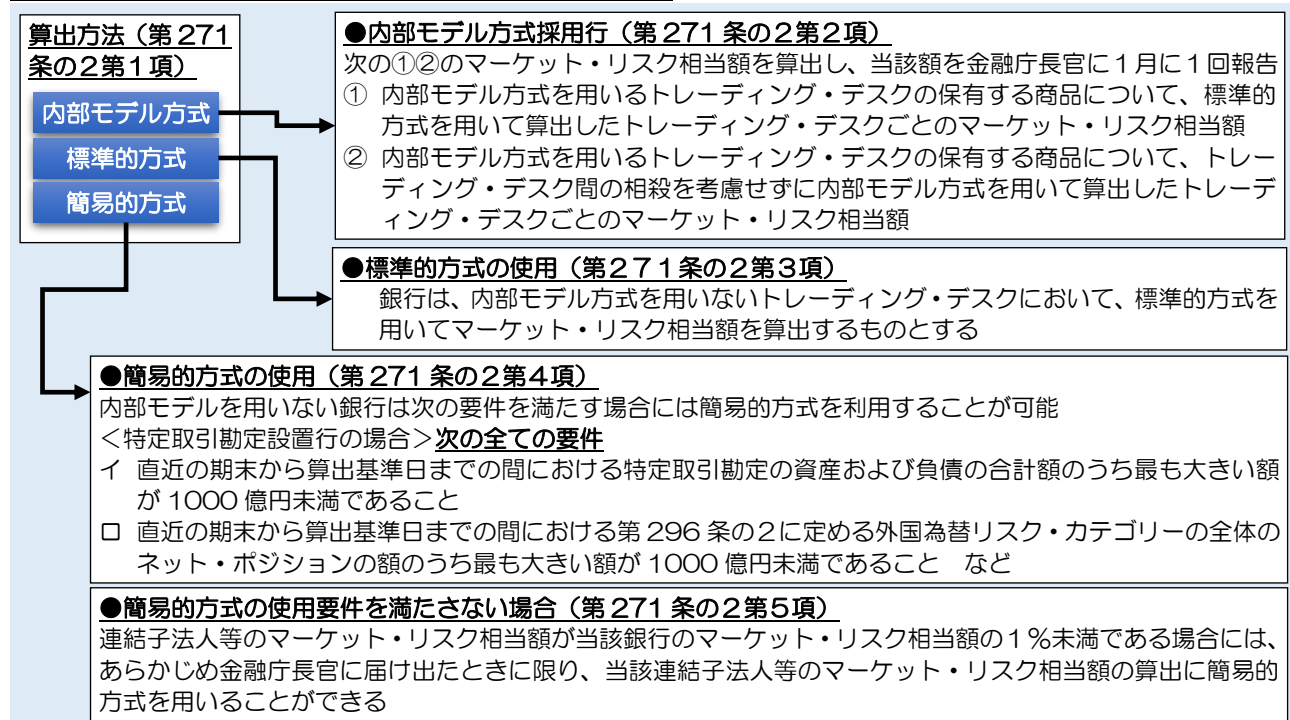 算出方法（第271
条の２第１項）
内部モデル方式
標準的方式
簡易的方式
●内部モデル方式採用行（第271条の２第２項）
次の①②のマーケット・リスク相当額を算出し、当該額を金融庁長官に１月に１回報告
① 内部モデル方式を用いるトレーディング・デスクの保有する商品について、標準的
方式を用いて算出したトレーディング・デスクごとのマーケット・リスク相当額
② 内部モデル方式を用いるトレーディング・デスクの保有する商品について、トレー
ディング・デスク間の相殺を考慮せずに内部モデル方式を用いて算出したトレーデ
ィング・デスクごとのマーケット・リスク相当額
●標準的方式の使用（第２７１条の２第３項）
銀行は、内部モデル方式を用いないトレーディング・デスクにおいて、標準的方式を
用いてマーケット・リスク相当額を算出するものとする
●簡易的方式の使用（第271条の２第４項）
内部モデルを用いない銀行は次の要件を満たす場合には簡易的方式を利用することが可能
＜特定取引勘定設置行の場合＞次の全ての要件
イ 直近の期末から算出基準日までの間における特定取引勘定の資産および負債の合計額のうち最も大きい額
が1000億円未満であること
ロ 直近の期末から算出基準日までの間における第296条の２に定める外国為替リスク・カテゴリーの全体の
ネット・ポジションの額のうち最も大きい額が1000億円未満であること　など
●簡易的方式の使用要件を満たさない場合（第271条の２第５項）
連結子法人等のマーケット・リスク相当額が当該銀行のマーケット・リスク相当額の１％未満である場合には、
あらかじめ金融庁長官に届け出たときに限り、当該連結子法人等のマーケット・リスク相当額の算出に簡易的
方式を用いることができる